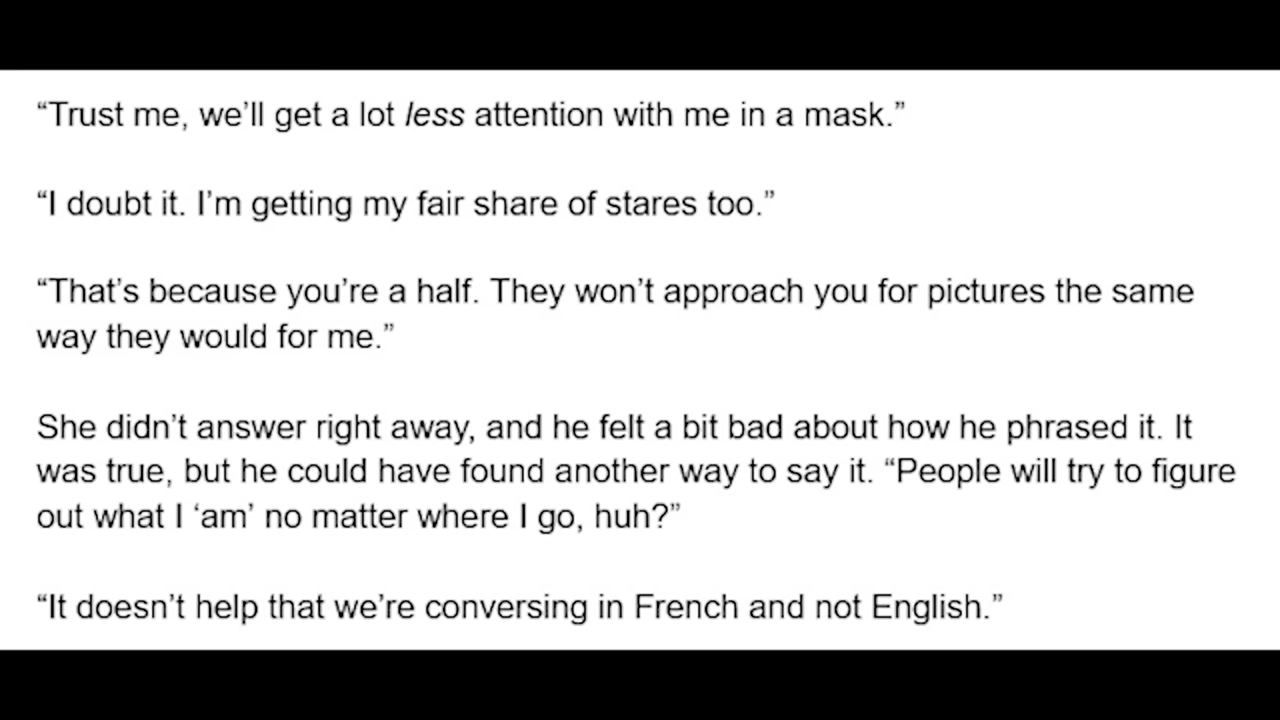 “Trust me, we’ll get a lot less attention with me in a mask.”
“I doubt it. I’m getting my fair share of stares too.”
“That’s because you’re a half. They won’t approach you for pictures the same
way they would for me.”
She didn’t answer right away, and he felt a bit bad about how he phrased it. It
was true, but he could have found another way to say it. “People will try to figure
out what I ‘am’ no matter where I go, huh?”
“It doesn’t help that we’re conversing in French and not English.”